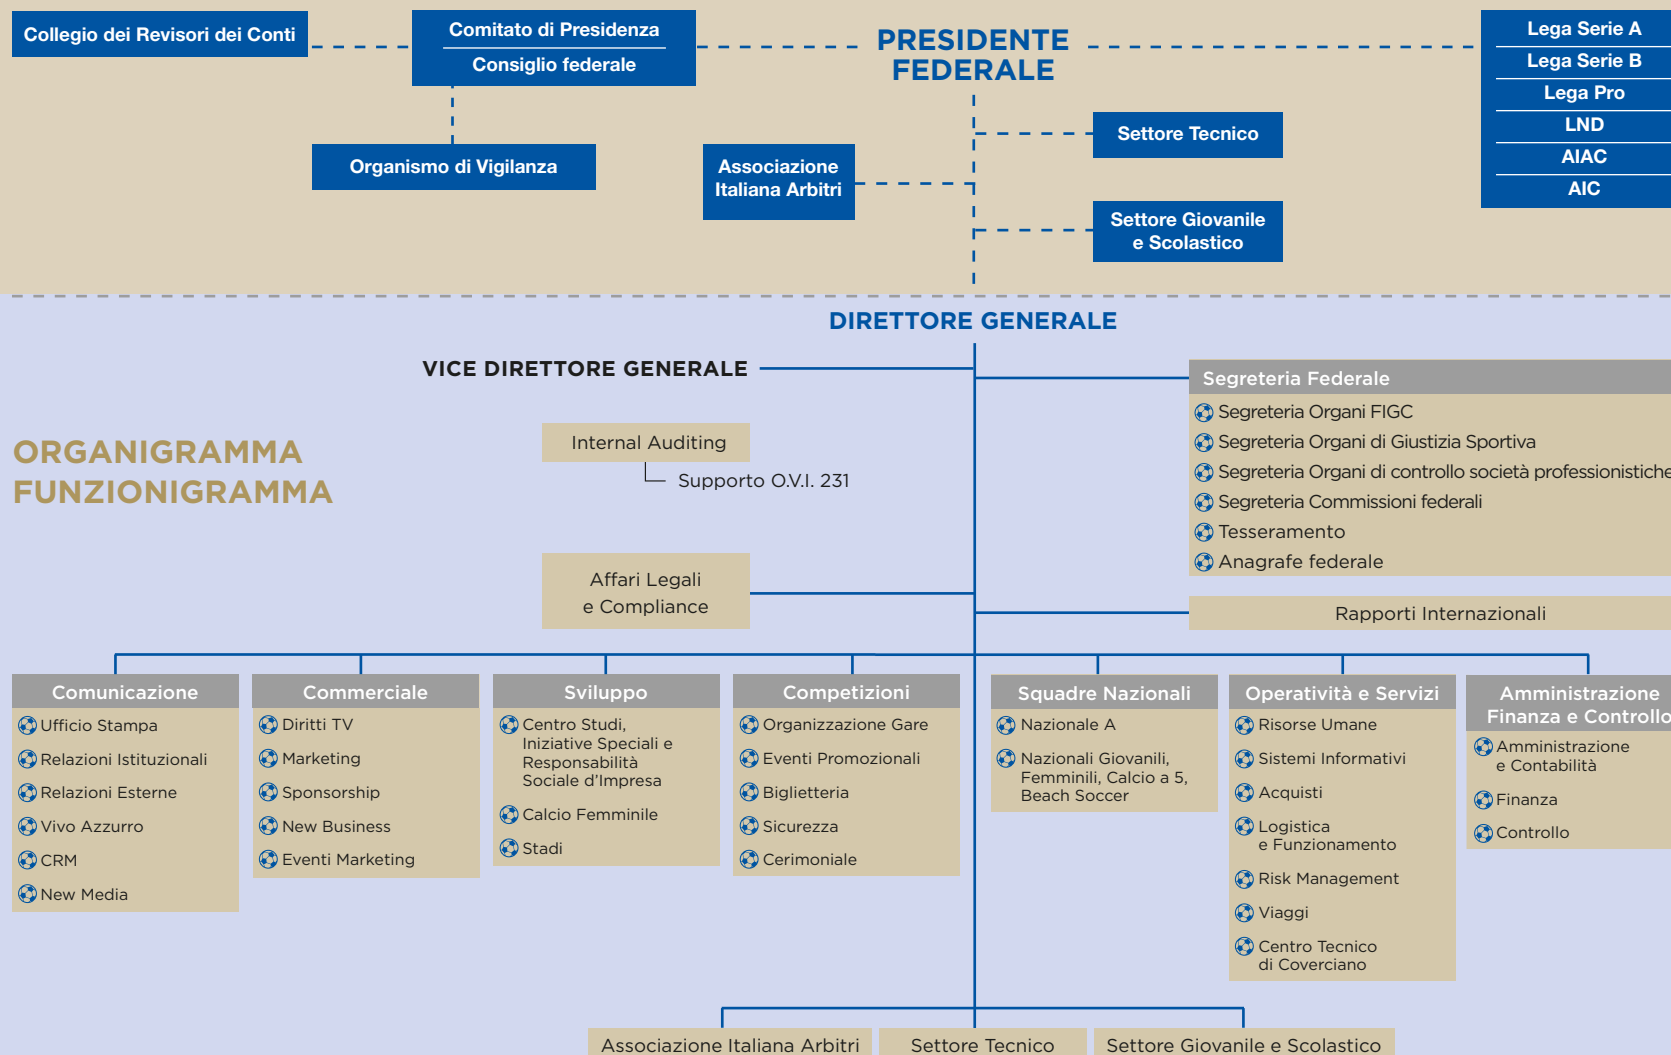 Collegio dei Revisori dei Conti
Comitato di Presidenza
Consiglio federale
PRESIDENTE
FEDERALE
Lega Serie A
Lega Serie B
Lega Pro
LND
AIAC
AIC
Organismo di Vigilanza
Associazione
Italiana Arbitri
Settore Tecnico
Settore Giovanile
e Scolastico
DIRETTORE GENERALE
VICE DIRETTORE GENERALE
ORGANIGRAMMA
FUNZIONIGRAMMA
Internal Auditing
Supporto O.V.I. 231
Segreteria Federale
Segreteria Organi FIGC
Segreteria Organi di Giustizia Sportiva
Segreteria Organi di controllo società professionistiche
Segreteria Commissioni federali
Tesseramento
Anagrafe federale
Affari Legali
e Compliance
Rapporti Internazionali
Comunicazione
Ufficio Stampa
Relazioni Istituzionali
Relazioni Esterne
Vivo Azzurro
CRM
New Media
Commerciale
Diritti TV
Marketing
Sponsorship
New Business
Eventi Marketing
Sviluppo
Centro Studi,
Iniziative Speciali e
Responsabilità
Sociale d'Impresa
Calcio Femminile
Stadi
Competizioni
Organizzazione Gare
Eventi Promozionali
Biglietteria
Sicurezza
Cerimoniale
Squadre Nazionali
Nazionale A
Nazionali Giovanili,
Femminili, Calcio a 5,
Beach Soccer
Operatività e Servizi
Risorse Umane
Sistemi Informativi
Acquisti
Logistica
e Funzionamento
Risk Management
Viaggi
Centro Tecnico
di Coverciano
Amministrazione
Finanza e Controllo
Amministrazione
e Contabilità
Finanza
Controllo
Associazione Italiana Arbitri
Settore Tecnico
Settore Giovanile e Scolastico